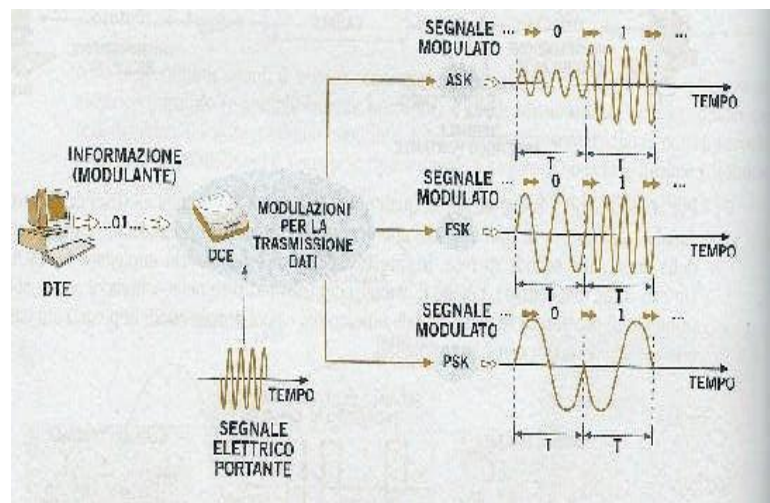 SEGNALE
MODULATO
... 0 1 ...
ASK
TEMPO
T T
INFORMAZIONE
(MODULANTE)
...01...
DTE
DCE
MODULAZIONI
PER LA
TRASMISSIONE
DATI
SEGNALE
MODULATO
... 0 1 ...
FSK
TEMPO
T T
SEGNALE
MODULATO
... 0 1 ...
PSK
TEMPO
T T
TEMPO
SEGNALE
ELETTRICO
PORTANTE